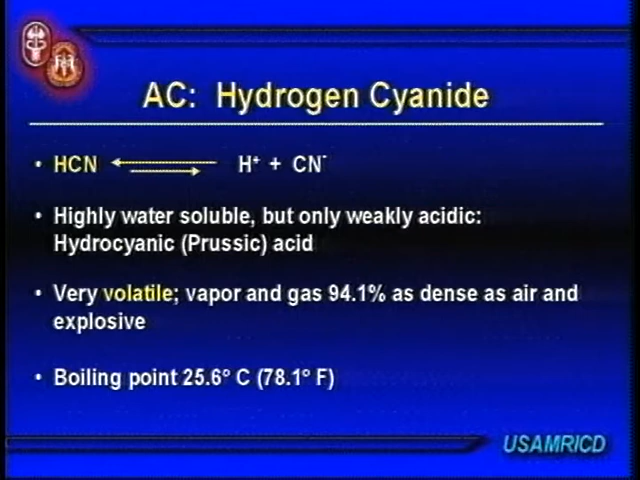 AC: Hydrogen Cyanide
• HCN ⇌ H⁺ + CN⁻
• Highly water soluble, but only weakly acidic:
Hydrocyanic (Prussic) acid
• Very volatile; vapor and gas 94.1% as dense as air and
explosive
• Boiling point 25.6° C (78.1° F)
USAMRICD